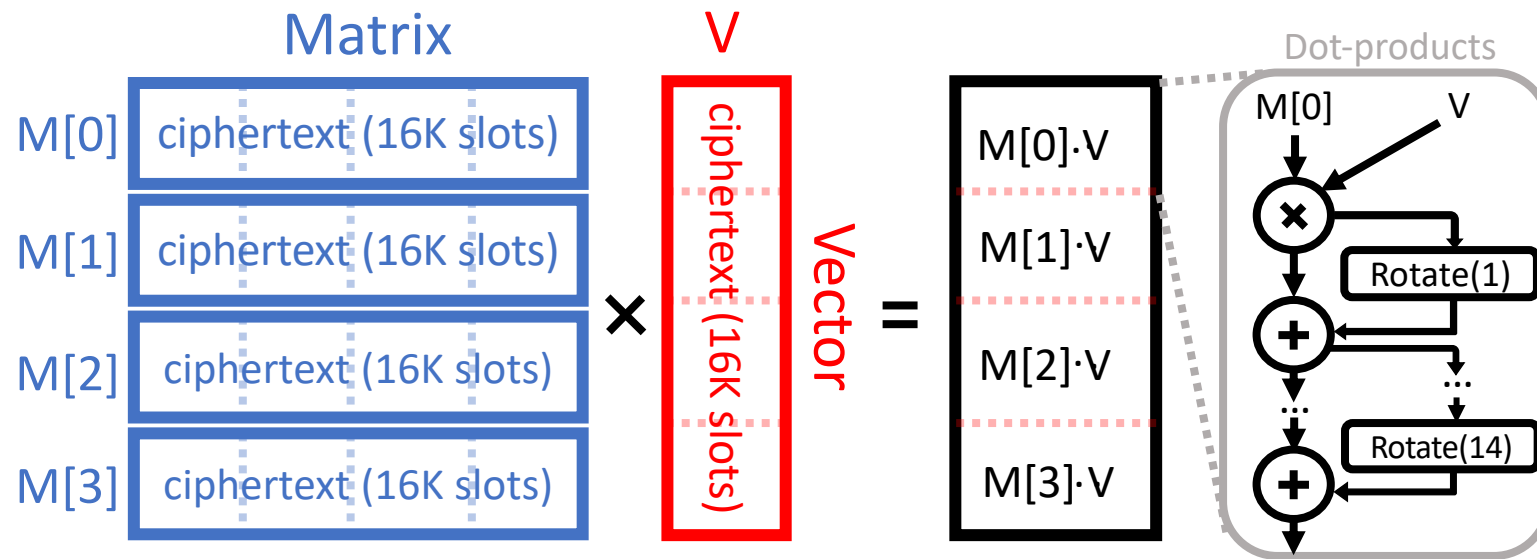 Matrix
V
Dot-products
M[0]
ciphertext (16K slots)
M[1]
ciphertext (16K slots)
M[2]
ciphertext (16K slots)
M[3]
ciphertext (16K slots)
×
ciphertext (16K slots)
Vector
=
M[0]·V
M[1]·V
M[2]·V
M[3]·V
M[0]
V
×
Rotate(1)
+
...
...
Rotate(14)
+